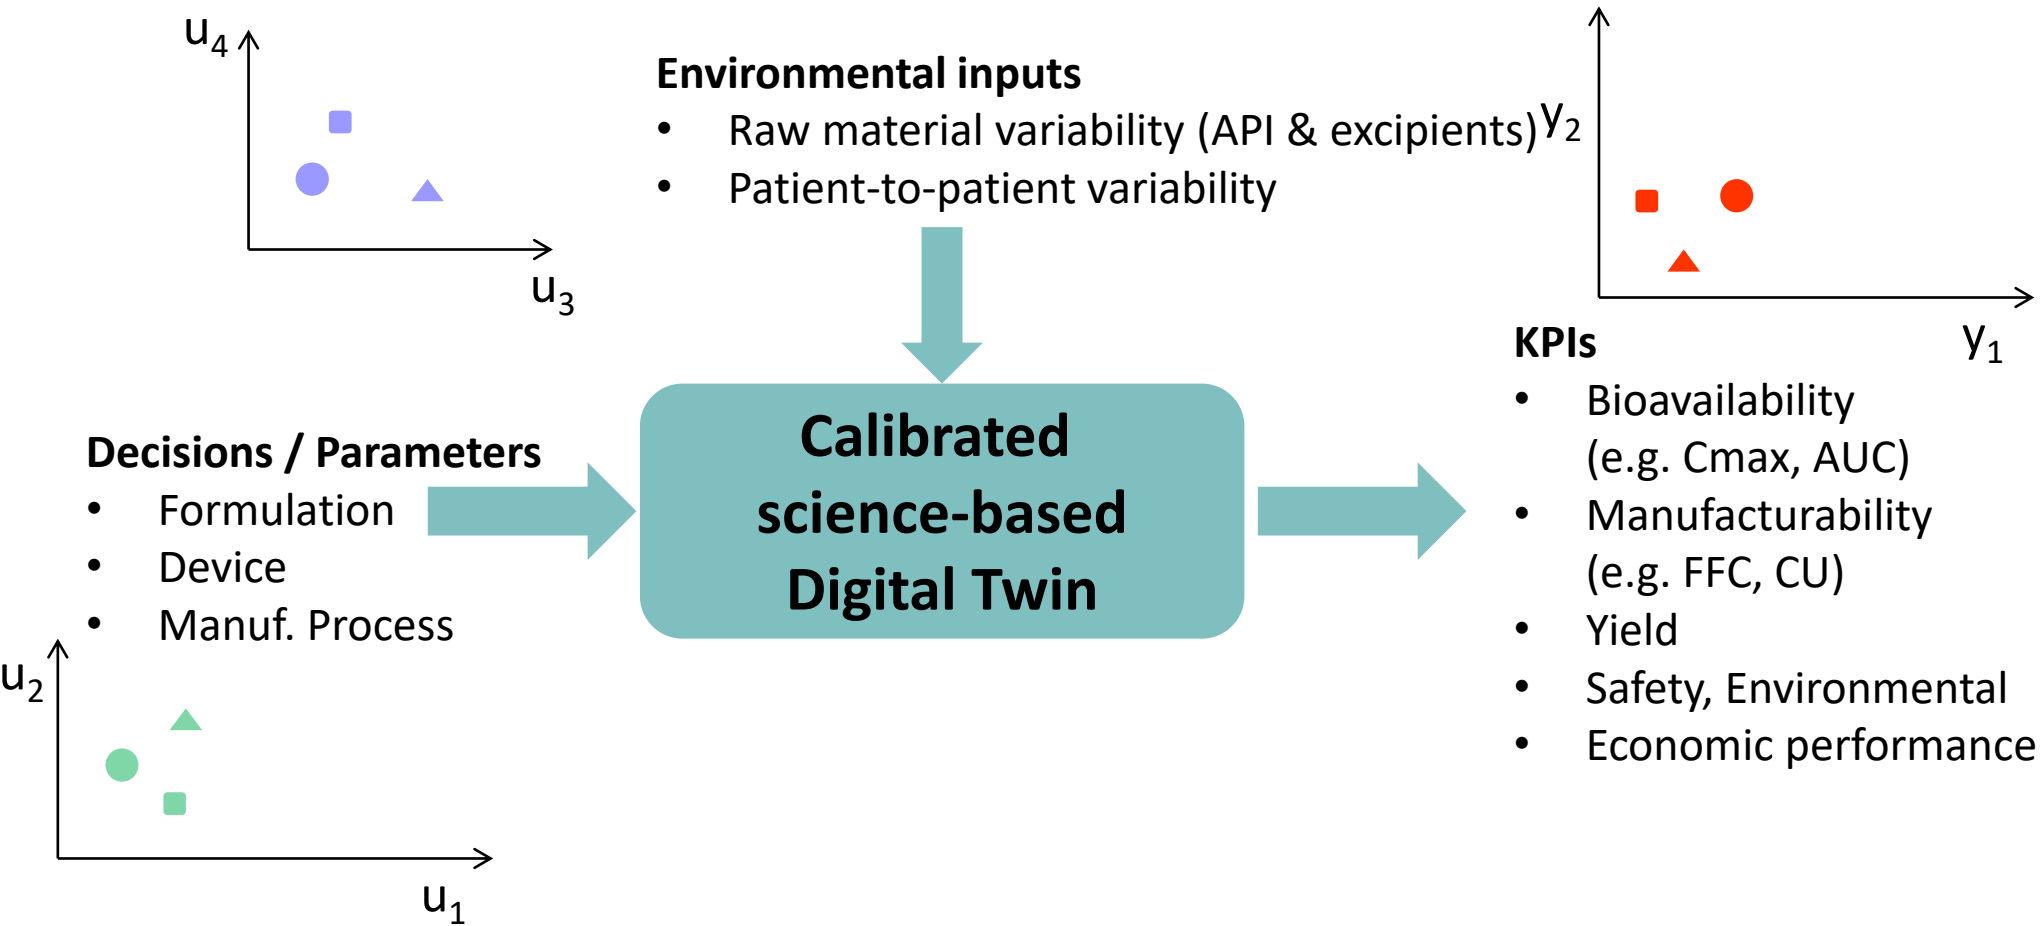 u4
u3
Environmental inputs
• Raw material variability (API & excipients)
• Patient-to-patient variability
y2
y1
Decisions / Parameters
• Formulation
• Device
• Manuf. Process
u2
u1
Calibrated
science-based
Digital Twin
KPIs
• Bioavailability
(e.g. Cmax, AUC)
• Manufacturability
(e.g. FFC, CU)
• Yield
• Safety, Environmental
• Economic performance